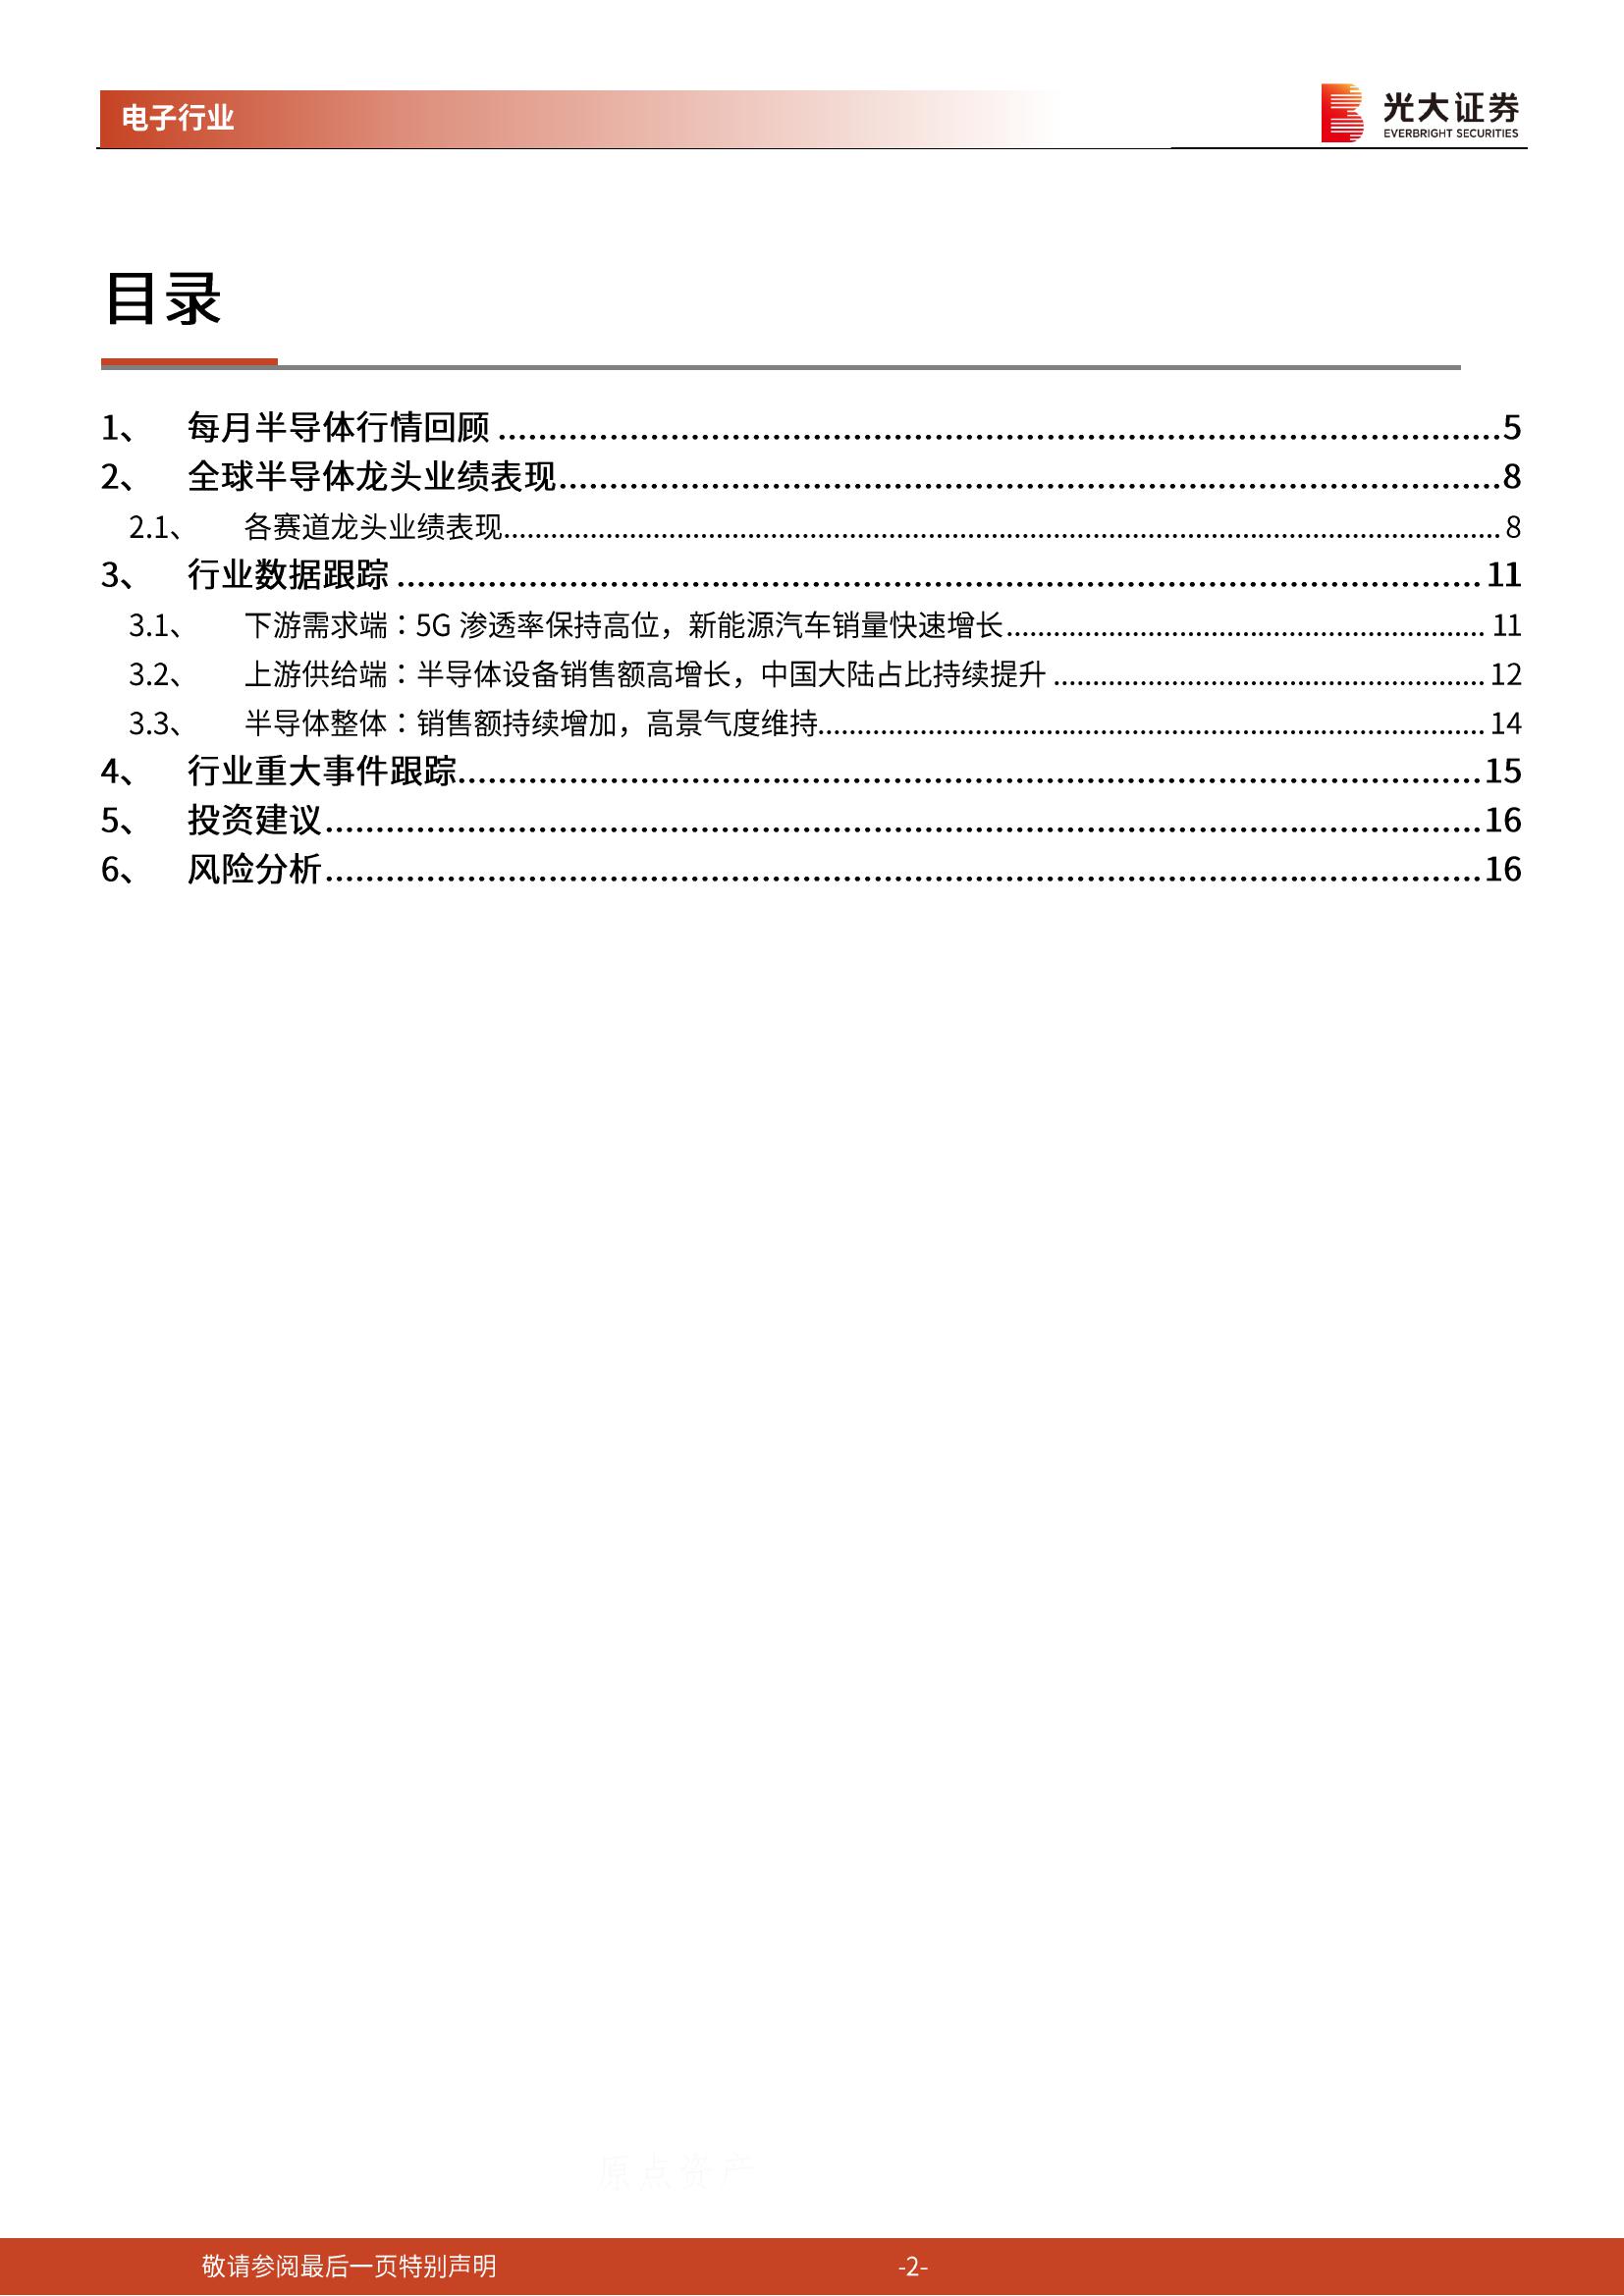 电子行业
光大证券
EVERBRIGHT SECURITIES
目录
1、 每月半导体行情回顾 ........................................ 5
2、 全球半导体龙头业绩表现 ........................................ 8
2.1、 各赛道龙头业绩表现 ........................................ 8
3、 行业数据跟踪 ........................................ 11
3.1、 下游需求端：5G 渗透率保持高位，新能源汽车销量快速增长 ........................................ 11
3.2、 上游供给端：半导体设备销售额高增长，中国大陆占比持续提升 ........................................ 12
3.3、 半导体整体：销售额持续增加，高景气度维持 ........................................ 14
4、 行业重大事件跟踪 ........................................ 15
5、 投资建议 ........................................ 16
6、 风险分析 ........................................ 16
原点资产
敬请参阅最后一页特别声明 -2-